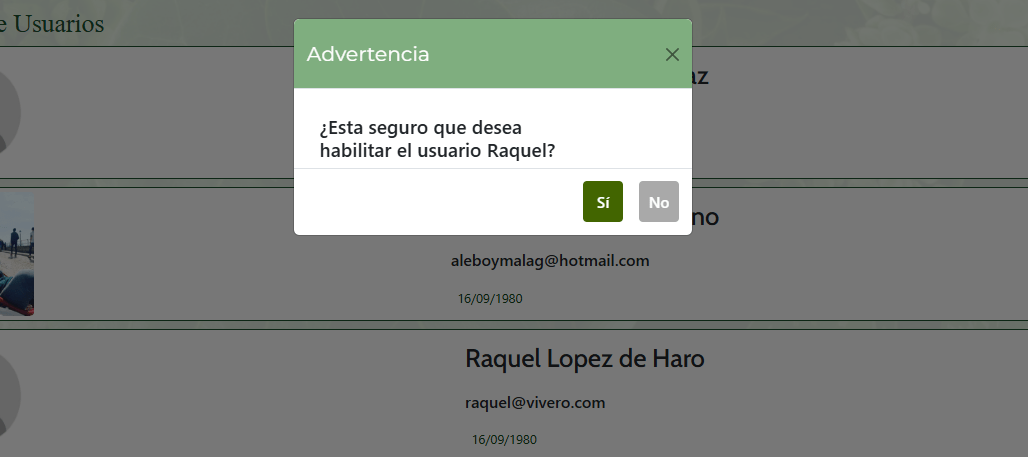 e Usuarios
Advertencia
az
¿Esta seguro que desea
habilitar el usuario Raquel?
Sí
No
no
aleboymalag@hotmail.com
16/09/1980
Raquel Lopez de Haro
raquel@vivero.com
16/09/1980